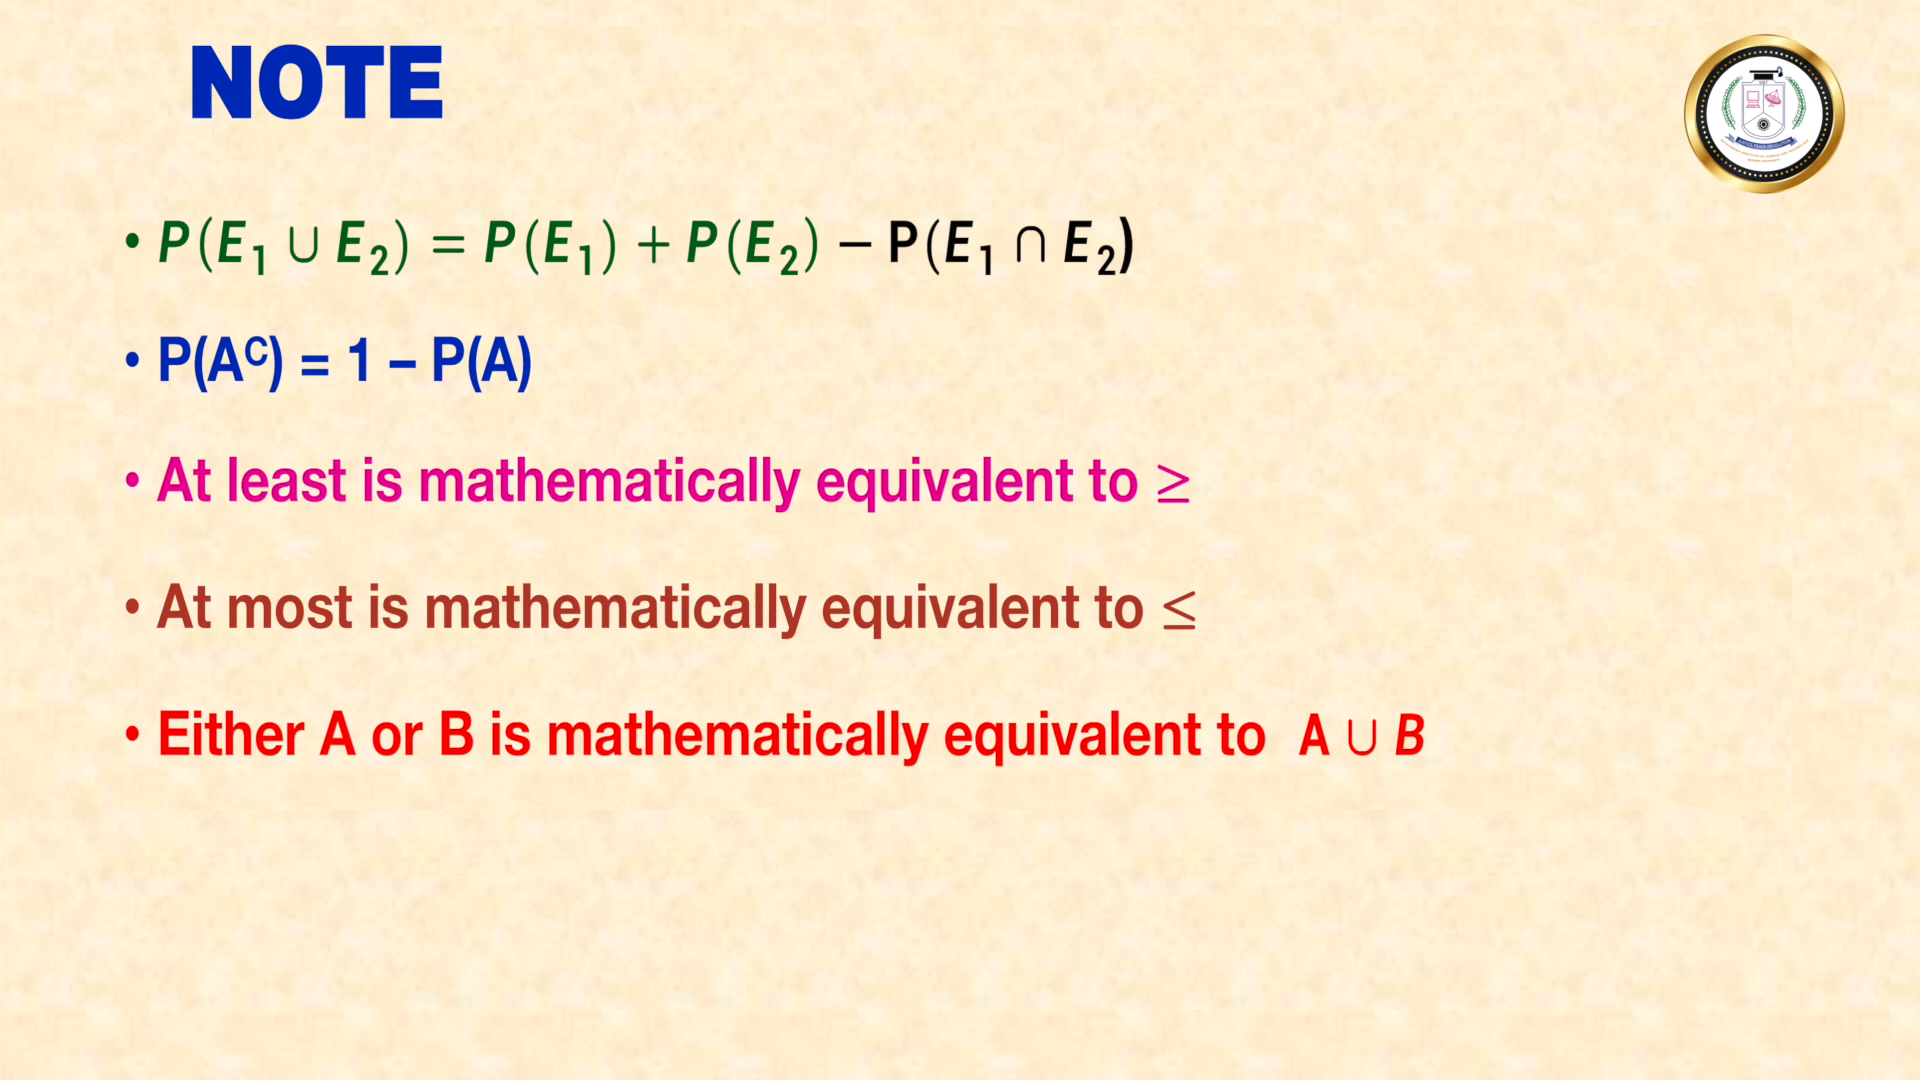 NOTE
• P(E₁ ∪ E₂) = P(E₁) + P(E₂) − P(E₁ ∩ E₂)
• P(Aᶜ) = 1 – P(A)
• At least is mathematically equivalent to ≥
• At most is mathematically equivalent to ≤
• Either A or B is mathematically equivalent to A ∪ B